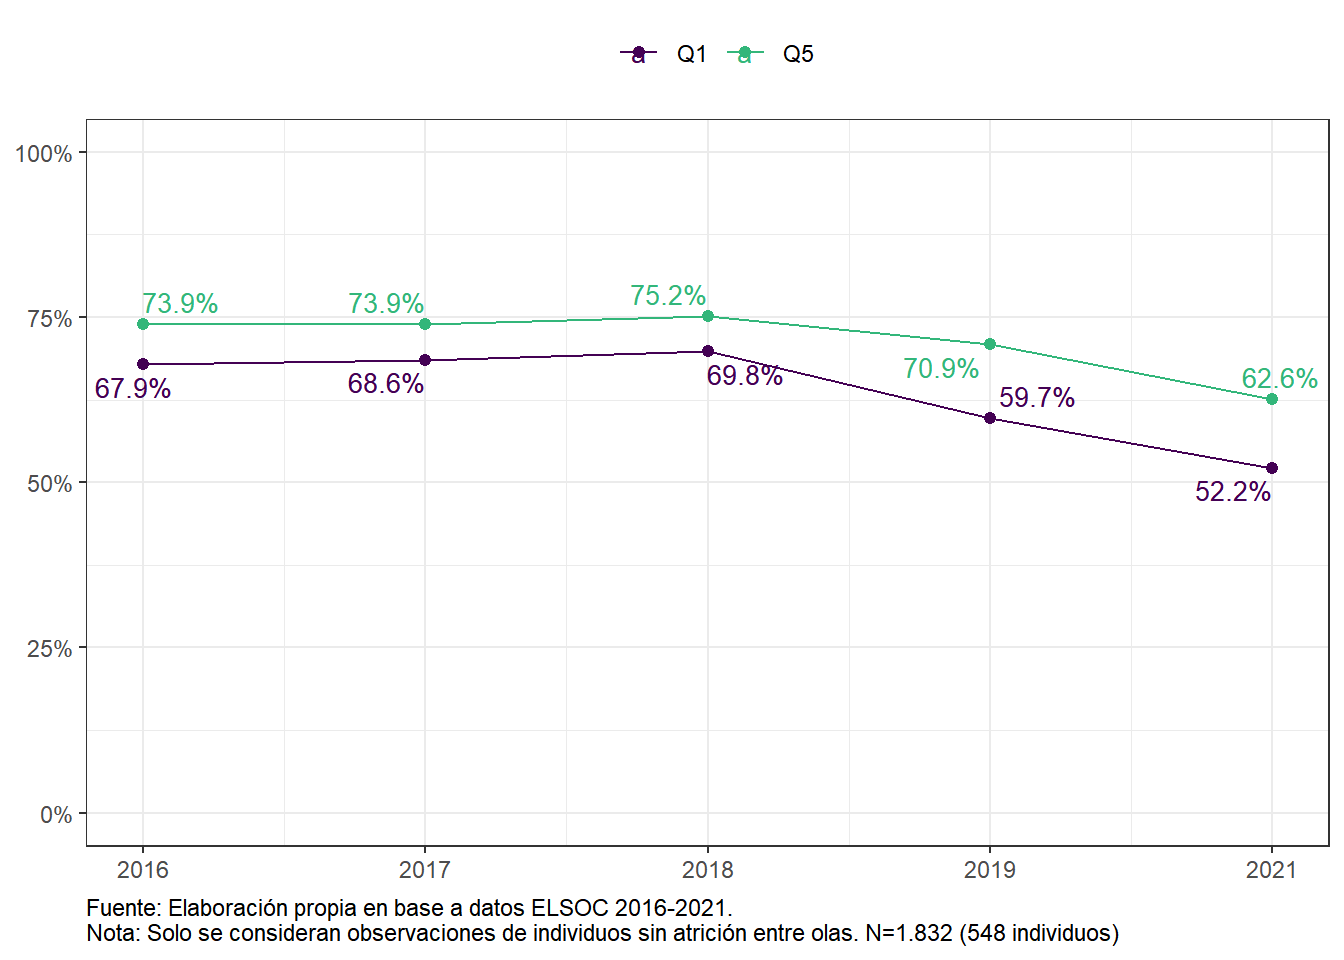 a Q1 a Q5
100%
75%
50%
25%
0%
73.9% 73.9% 75.2% 70.9% 62.6%
67.9% 68.6% 69.8% 59.7% 52.2%
2016 2017 2018 2019 2021
Fuente: Elaboración propia en base a datos ELSOC 2016-2021.
Nota: Solo se consideran observaciones de individuos sin atrición entre olas. N=1.832 (548 individuos)